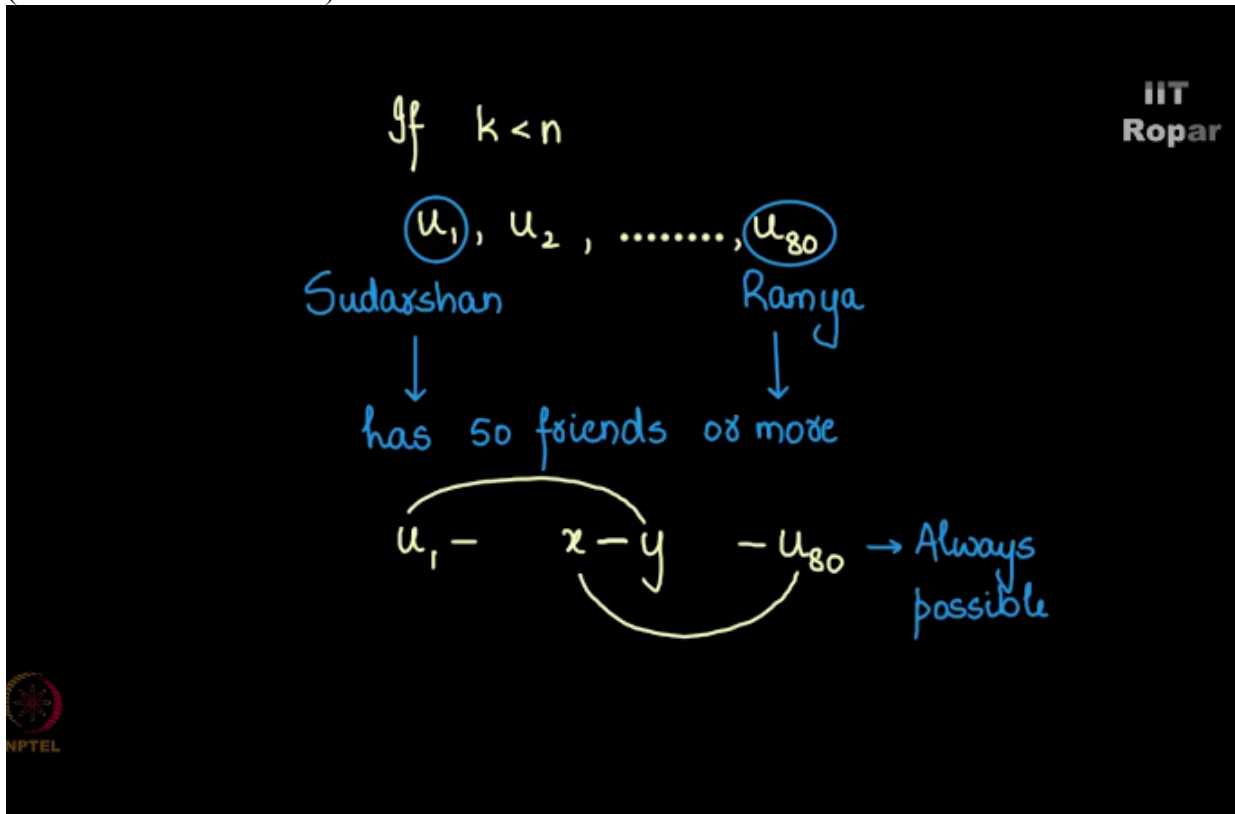 If k < n
IIT
Ropar
u₁, u₂, ........, u₈₀
Sudarshan Ramya
has 50 friends or more
u₁ – x – y – u₈₀ → Always
possible
NPTEL